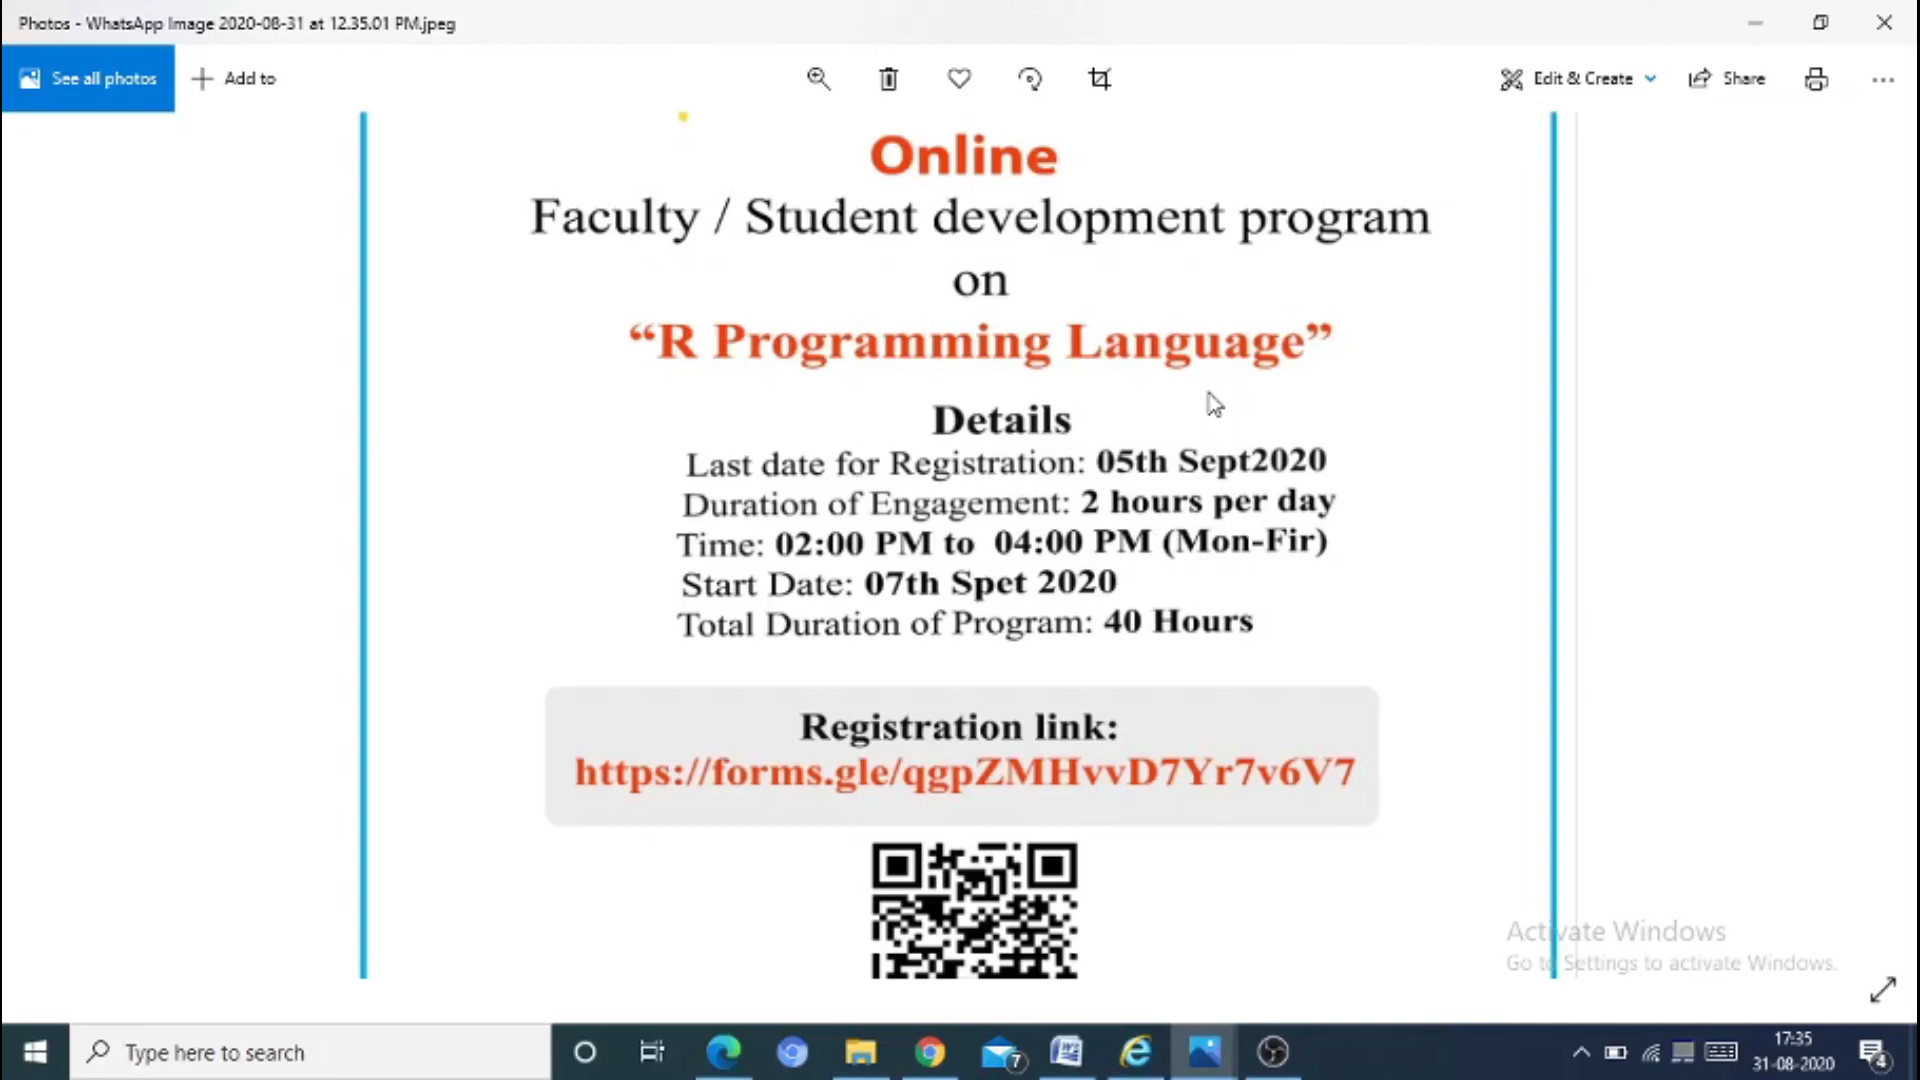 Photos - WhatsApp Image 2020-08-31 at 12.35.01 PM.jpeg
See all photos
Add to
Edit & Create
Share
Online
Faculty / Student development program
on
“R Programming Language”
Details
Last date for Registration: 05th Sept2020
Duration of Engagement: 2 hours per day
Time: 02:00 PM to 04:00 PM (Mon-Fir)
Start Date: 07th Spet 2020
Total Duration of Program: 40 Hours
Registration link:
https://forms.gle/qgpZMHvvD7Yr7v6V7
Activate Windows
Go to Settings to activate Windows.
Type here to search
7
17:35
31-08-2020
4